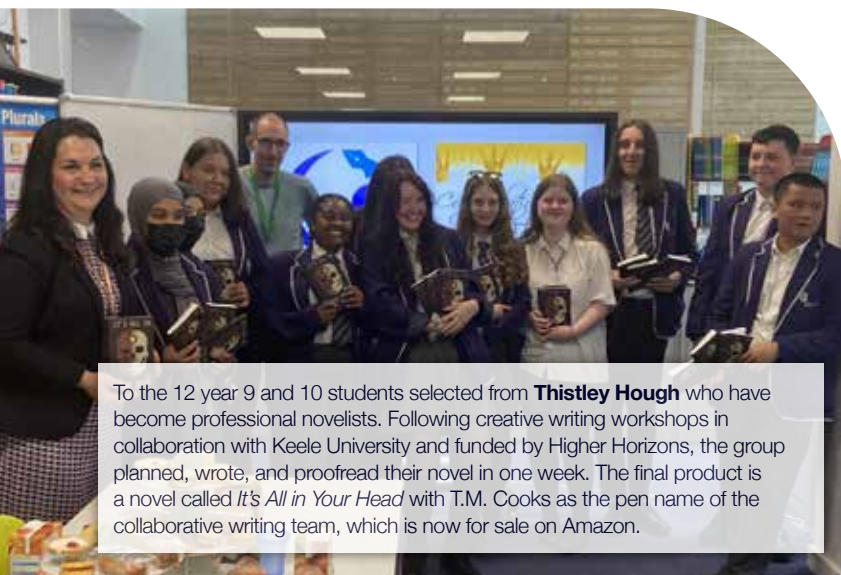 Plurals
To the 12 year 9 and 10 students selected from Thistley Hough who have
become professional novelists. Following creative writing workshops in
collaboration with Keele University and funded by Higher Horizons, the group
planned, wrote, and proofread their novel in one week. The final product is
a novel called It's All in Your Head with T.M. Cooks as the pen name of the
collaborative writing team, which is now for sale on Amazon.